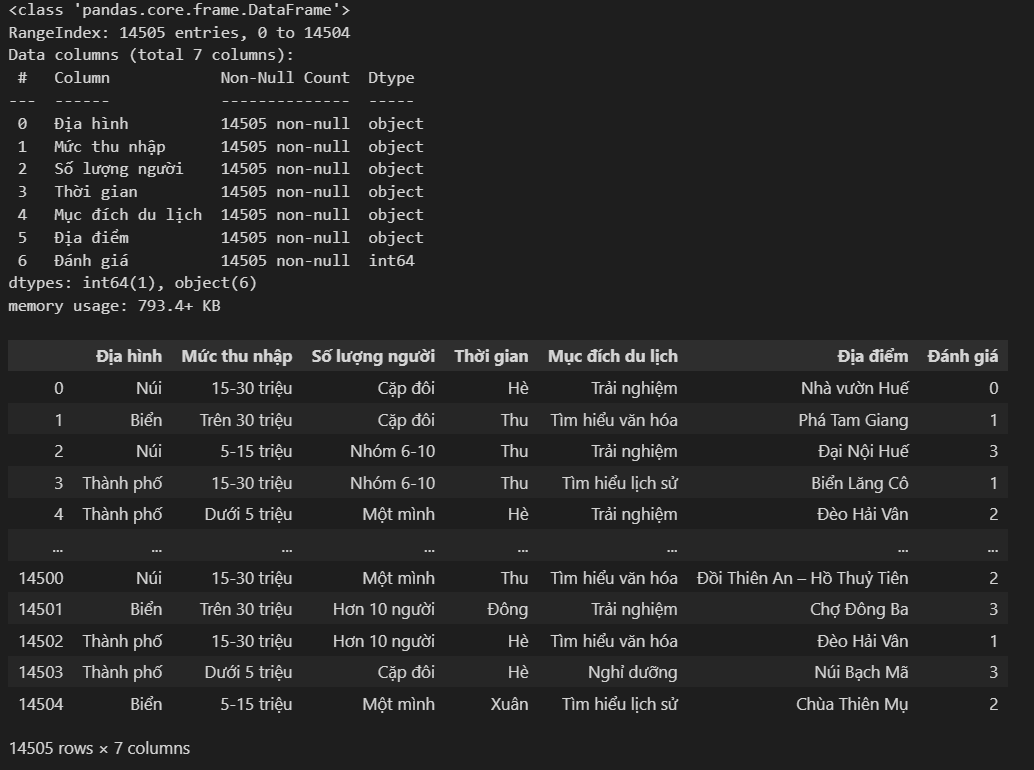 <class 'pandas.core.frame.DataFrame'>
RangeIndex: 14505 entries, 0 to 14504
Data columns (total 7 columns):
 #   Column            Non-Null Count  Dtype
---  ------            --------------  -----
 0   Địa hình          14505 non-null  object
 1   Mức thu nhập      14505 non-null  object
 2   Số lượng người    14505 non-null  object
 3   Thời gian         14505 non-null  object
 4   Mục đích du lịch  14505 non-null  object
 5   Địa điểm          14505 non-null  object
 6   Đánh giá          14505 non-null  int64
dtypes: int64(1), object(6)
memory usage: 793.4+ KB
Địa hình Mức thu nhập Số lượng người Thời gian Mục đích du lịch Địa điểm Đánh giá
0 Núi 15-30 triệu Cặp đôi Hè Trải nghiệm Nhà vườn Huế 0
1 Biển Trên 30 triệu Cặp đôi Thu Tìm hiểu văn hóa Phá Tam Giang 1
2 Núi 5-15 triệu Nhóm 6-10 Thu Trải nghiệm Đại Nội Huế 3
3 Thành phố 15-30 triệu Nhóm 6-10 Thu Tìm hiểu lịch sử Biển Lăng Cô 1
4 Thành phố Dưới 5 triệu Một mình Hè Trải nghiệm Đèo Hải Vân 2
... ... ... ... ... ... ... ...
14500 Núi 15-30 triệu Một mình Thu Tìm hiểu văn hóa Đồi Thiên An – Hồ Thuỷ Tiên 2
14501 Biển Trên 30 triệu Hơn 10 người Đông Trải nghiệm Chợ Đông Ba 3
14502 Thành phố 15-30 triệu Hơn 10 người Hè Tìm hiểu văn hóa Đèo Hải Vân 1
14503 Thành phố Dưới 5 triệu Cặp đôi Hè Nghỉ dưỡng Núi Bạch Mã 3
14504 Biển 5-15 triệu Một mình Xuân Tìm hiểu lịch sử Chùa Thiên Mụ 2
14505 rows × 7 columns